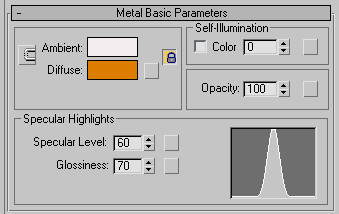 - Metal Basic Parameters
Ambient:
Diffuse:
Self-Illumination
Color 0
Opacity: 100
Specular Highlights
Specular Level: 60
Glossiness: 70